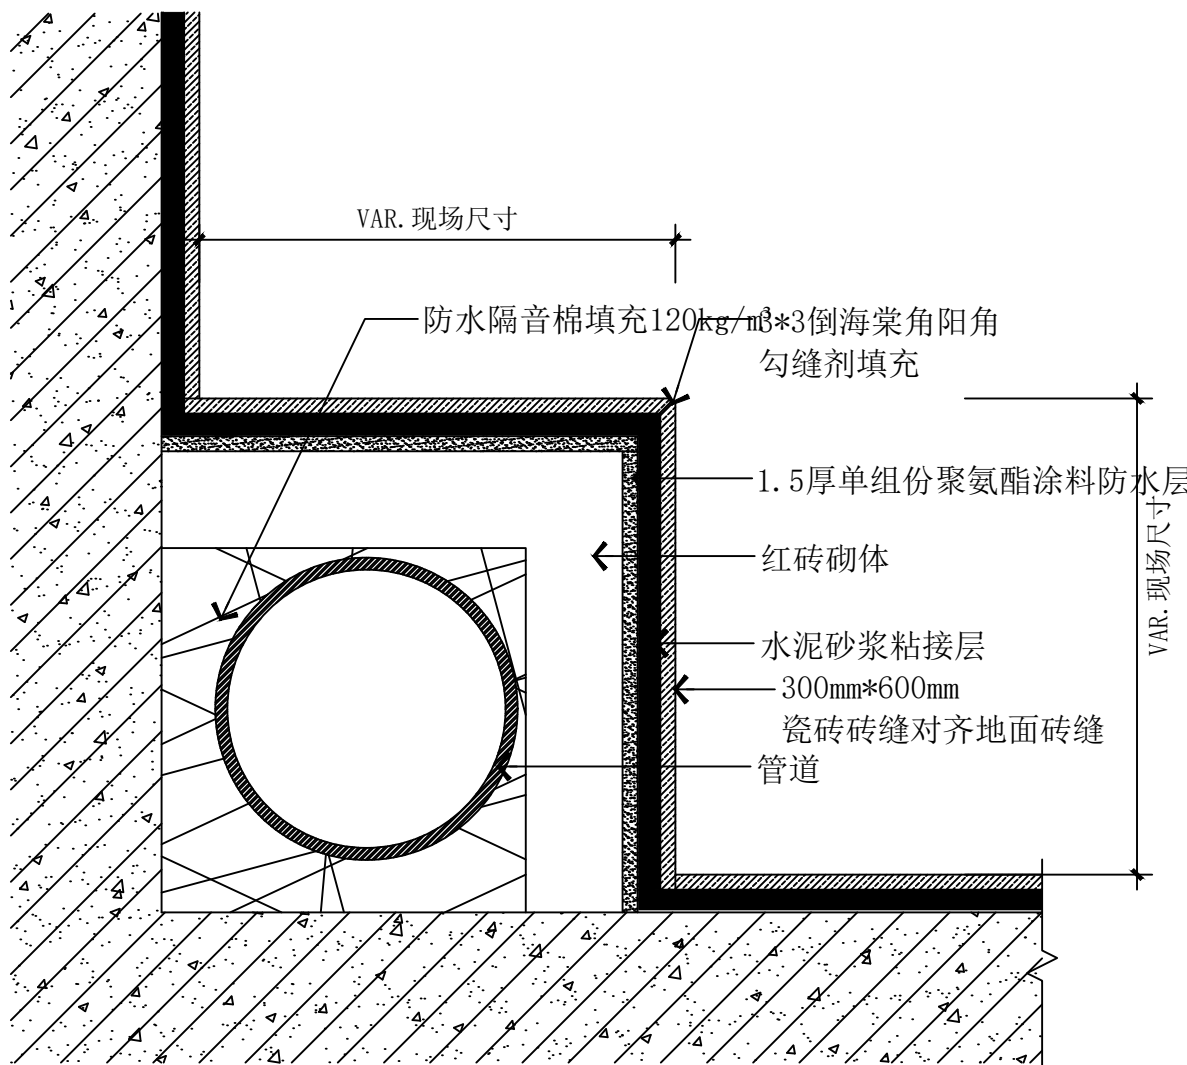 VAR.现场尺寸
防水隔音棉填充120kg/m³
3*3倒海棠角阳角
勾缝剂填充
1.5厚单组份聚氨酯涂料防水层
VAR.现场尺寸
红砖砌体
水泥砂浆粘接层
300mm*600mm
瓷砖砖缝对齐地面砖缝
管道